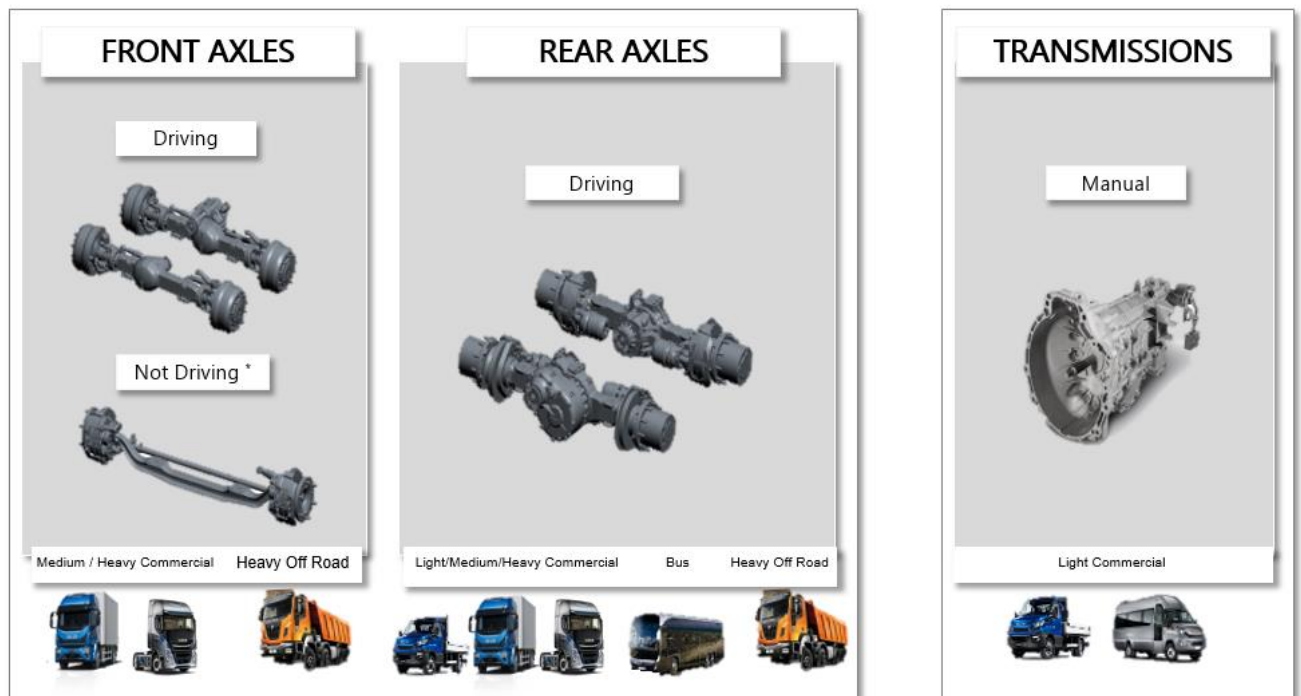 FRONT AXLES
Driving
Not Driving *
Medium / Heavy Commercial
Heavy Off Road
REAR AXLES
Driving
Light/Medium/Heavy Commercial
Bus
Heavy Off Road
TRANSMISSIONS
Manual
Light Commercial